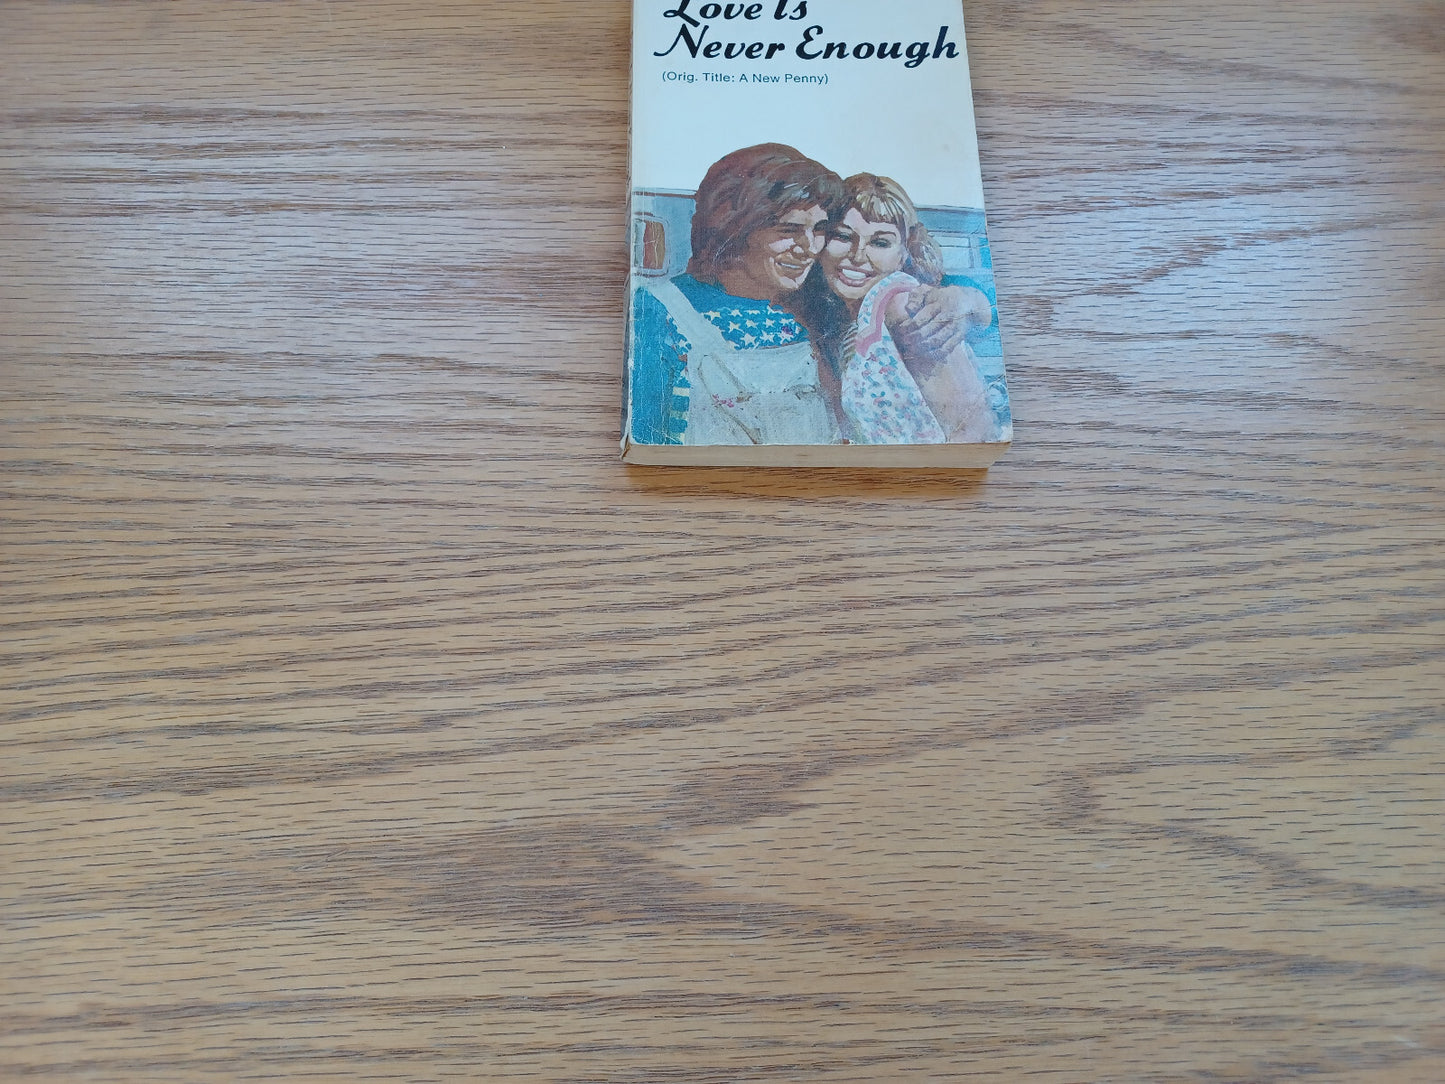 Love Is
Never Enough
(Orig. Title: A New Penny)